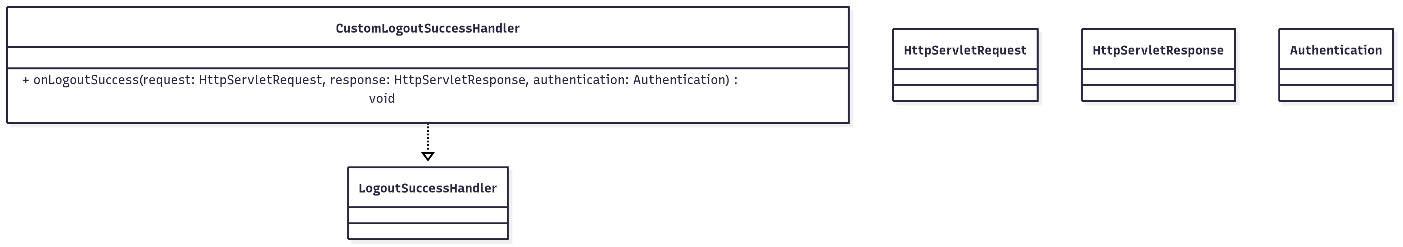 CustomLogoutSuccessHandler
+ onLogoutSuccess(request: HttpServletRequest, response: HttpServletResponse, authentication: Authentication) :
void
HttpServletRequest
HttpServletResponse
Authentication
LogoutSuccessHandler